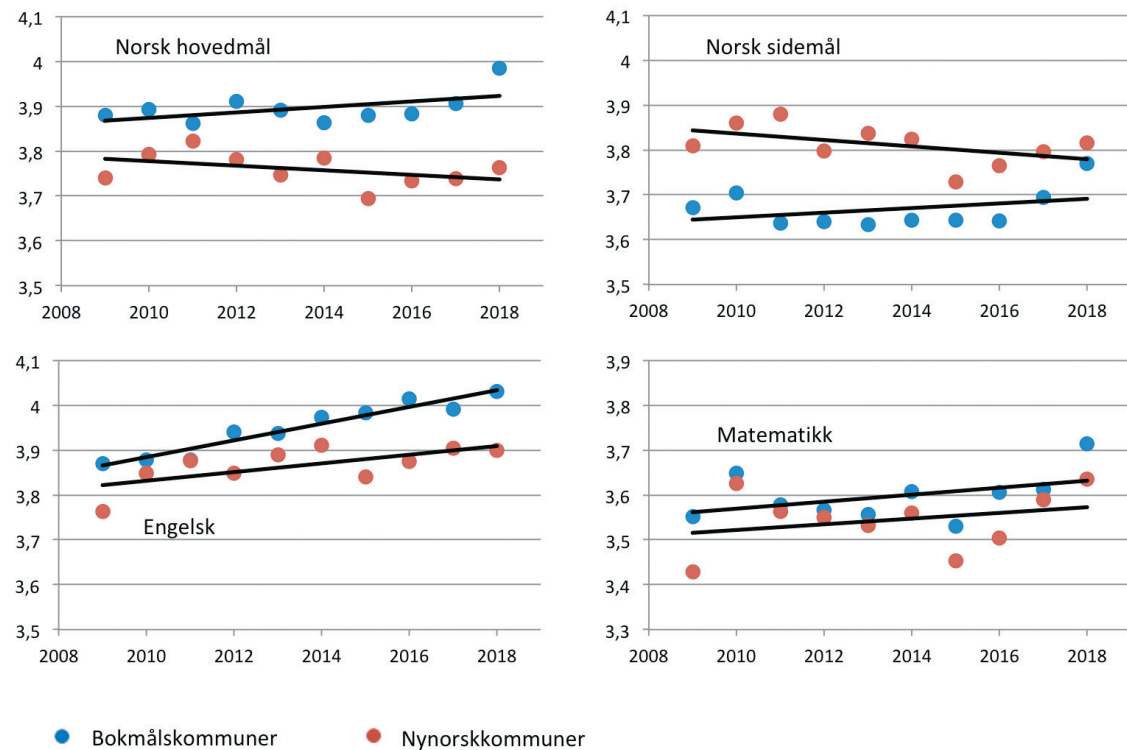 Norsk hovedmål
4,1
4
3,9
3,8
3,7
3,6
3,5
2008 2010 2012 2014 2016 2018
Norsk sidemål
4,1
4
3,9
3,8
3,7
3,6
3,5
2008 2010 2012 2014 2016 2018
4,1
4
3,9
3,8
3,7
3,6
3,5
Engelsk
2008 2010 2012 2014 2016 2018
3,9
3,8
Matematikk
3,7
3,6
3,5
3,4
3,3
2008 2010 2012 2014 2016 2018
Bokmålskommuner
Nynorskkommuner